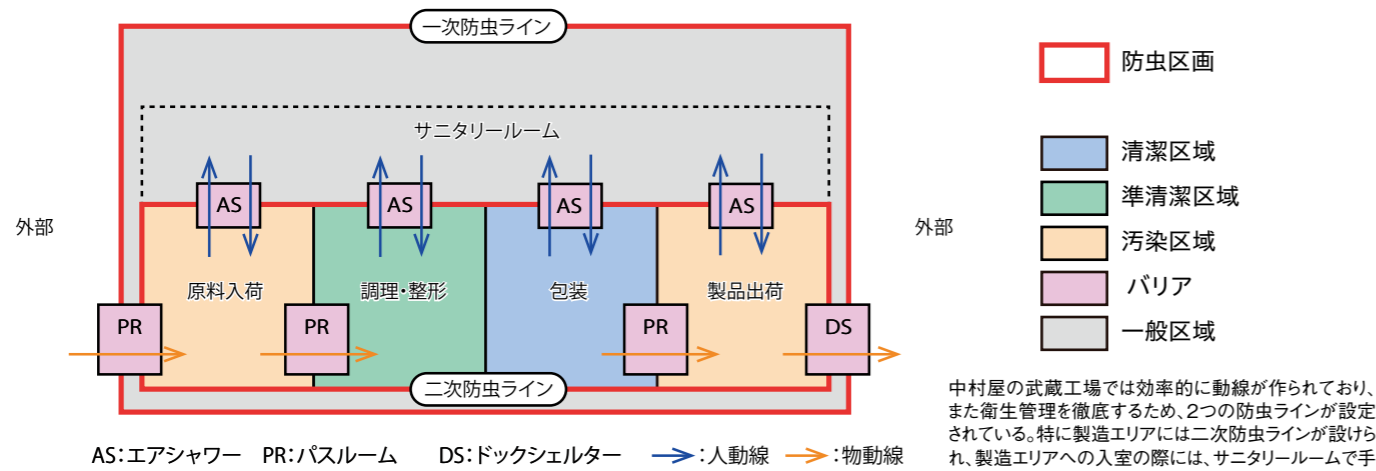 一次防虫ライン
防虫区画
サニタリールーム
清潔区域
準清潔区域
汚染区域
バリア
一般区域
AS
AS
AS
AS
外部
外部
原料入荷
調理・整形
包装
製品出荷
PR
PR
PR
DS
二次防虫ライン
AS：エアシャワー PR：パスルーム DS：ドックシェルター ：人動線 ：物動線
中村屋の武蔵工場では効率的に動線が作られており、
また衛生管理を徹底するため、2つの防虫ラインが設定
されている。特に製造エリアには二次防虫ラインが設けら
れ、製造エリアへの入室の際には、サニタリールームで手